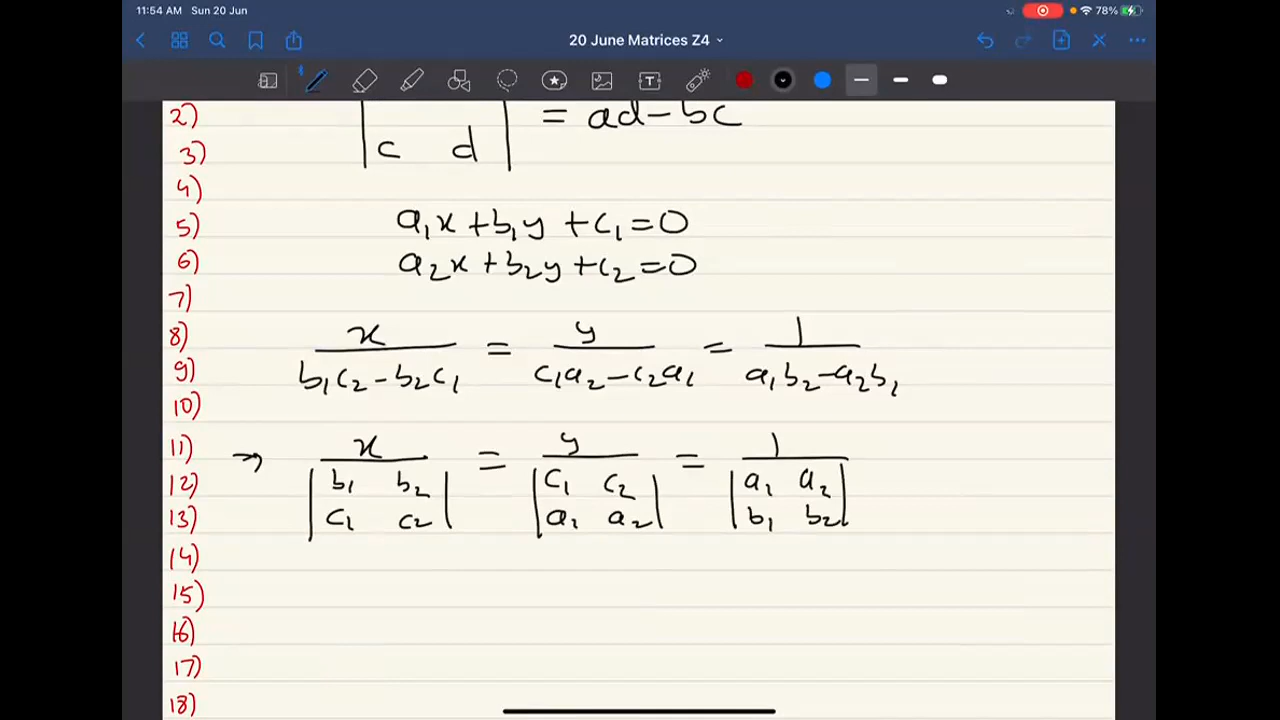 11:54 AM Sun 20 Jun 78%
20 June Matrices Z4
2) = ad-bc
3) |c d|
4)
5) a₁x + b₁y + c₁ = 0
6) a₂x + b₂y + c₂ = 0
7)
8) x = y = 1
9) b₁c₂ - b₂c₁ c₁a₂ - c₂a₁ a₁b₂ - a₂b₁
10)
11) → x = y = 1
12) |b₁ b₂| |c₁ c₂| |a₁ a₂|
13) |c₁ c₂| |a₁ a₂| |b₁ b₂|
14)
15)
16)
17)
18)